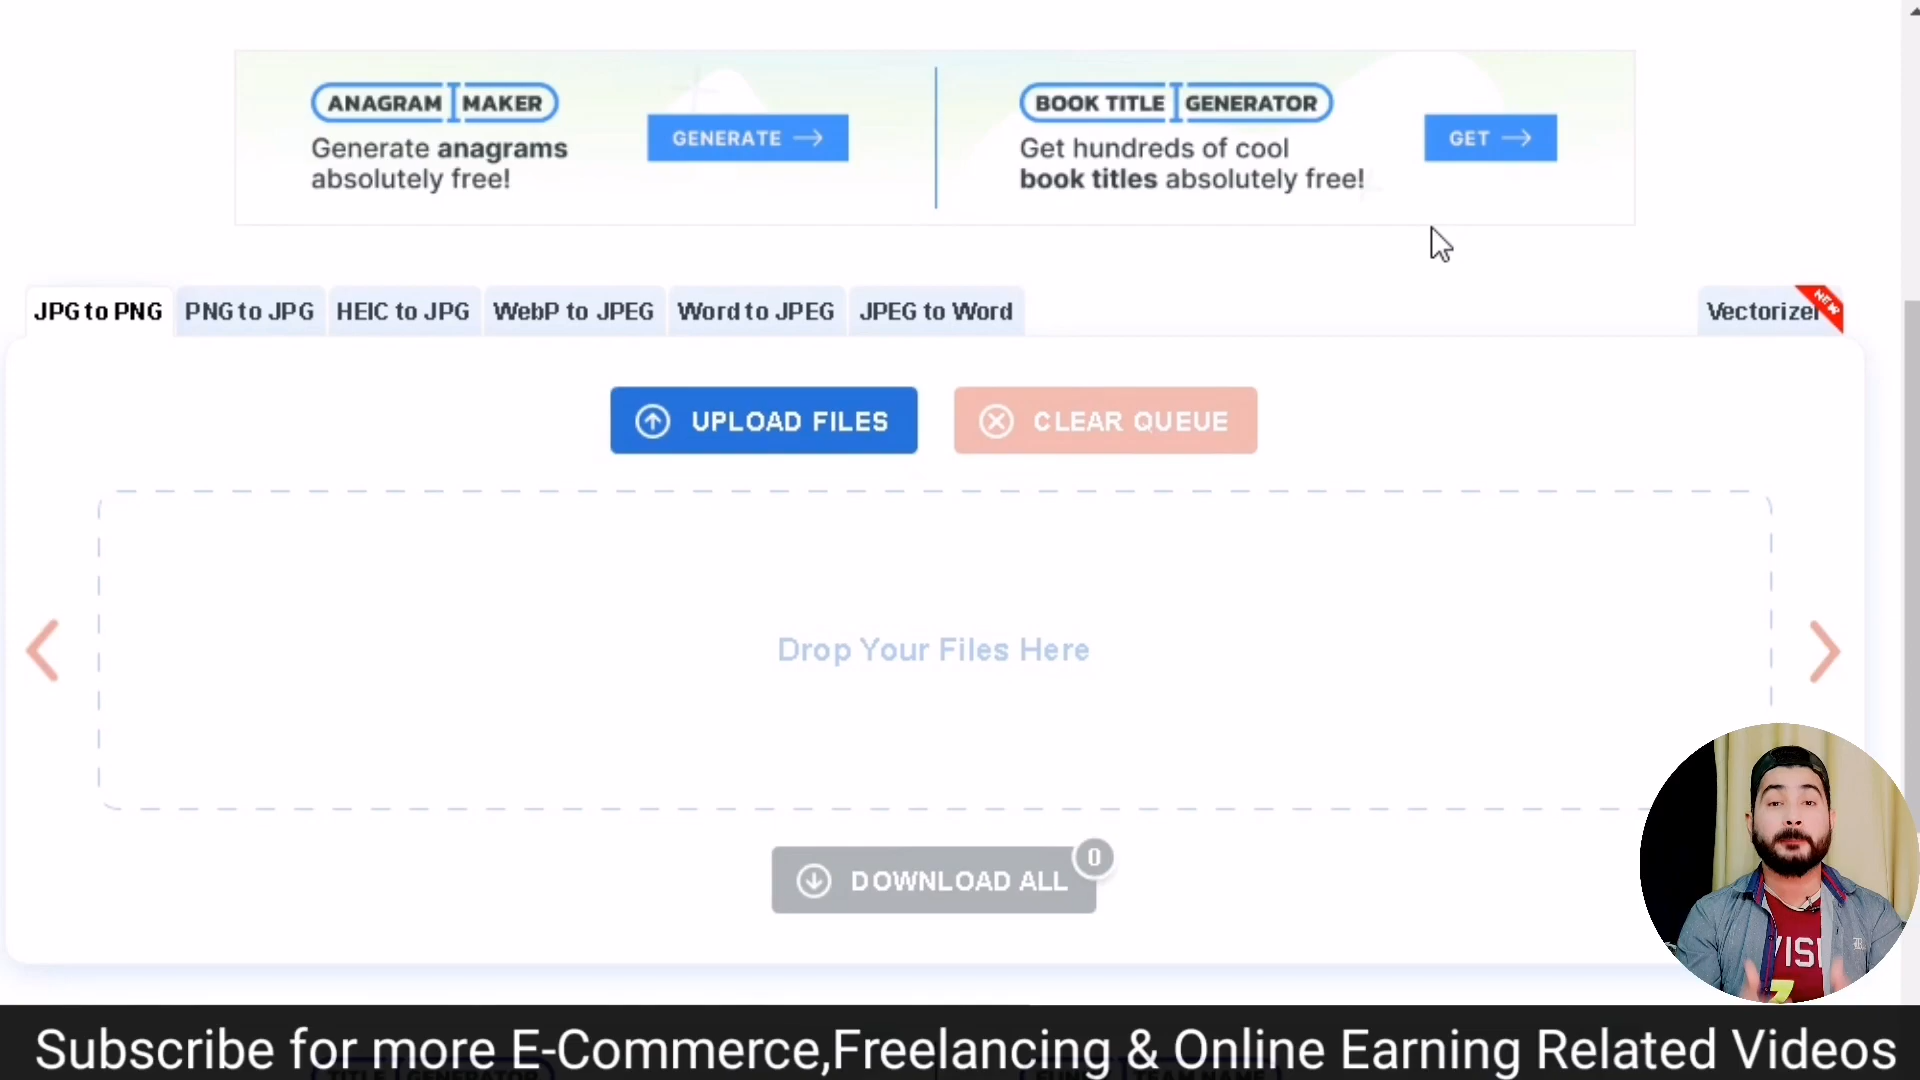 ANAGRAM MAKER
Generate anagrams
absolutely free!
GENERATE
BOOK TITLE GENERATOR
Get hundreds of cool
book titles absolutely free!
GET
JPG to PNG
PNG to JPG
HEIC to JPG
WebP to JPEG
Word to JPEG
JPEG to Word
Vectorizer
NEW
UPLOAD FILES
CLEAR QUEUE
Drop Your Files Here
DOWNLOAD ALL
0
Subscribe for more E-Commerce,Freelancing & Online Earning Related Videos